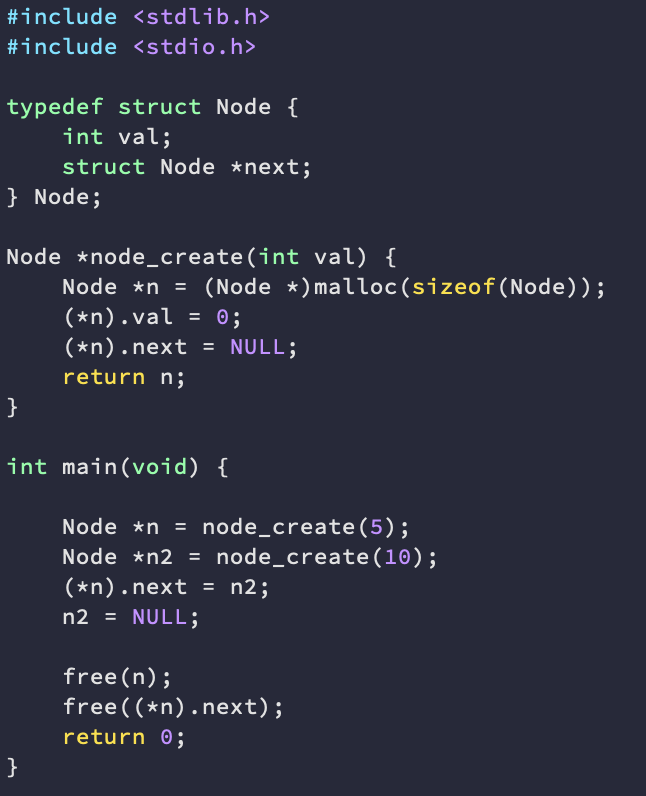 #include <stdlib.h>
#include <stdio.h>

typedef struct Node {
    int val;
    struct Node *next;
} Node;

Node *node_create(int val) {
    Node *n = (Node *)malloc(sizeof(Node));
    (*n).val = 0;
    (*n).next = NULL;
    return n;
}

int main(void) {

    Node *n = node_create(5);
    Node *n2 = node_create(10);
    (*n).next = n2;
    n2 = NULL;

    free(n);
    free((*n).next);
    return 0;
}